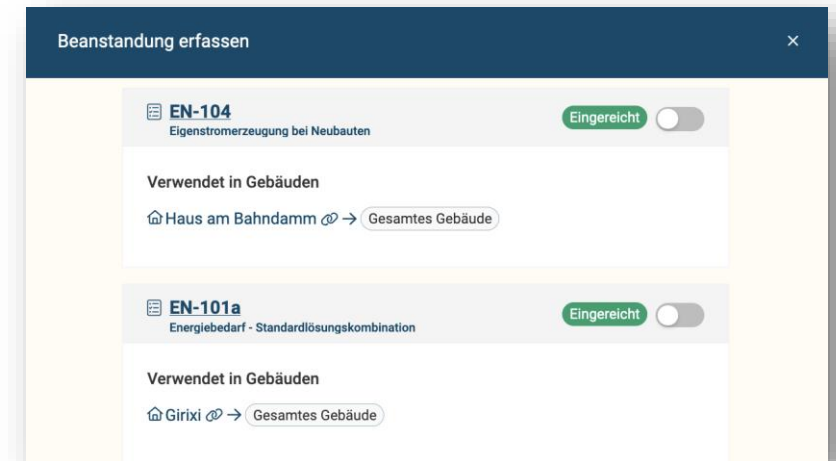 Beanstandung erfassen
EN-104
Eingereicht
Eigenstromerzeugung bei Neubauten
Verwendet in Gebäuden
Haus am Bahndamm → Gesamtes Gebäude
EN-101a
Eingereicht
Energiebedarf - Standardlösungskombination
Verwendet in Gebäuden
Girixi → Gesamtes Gebäude